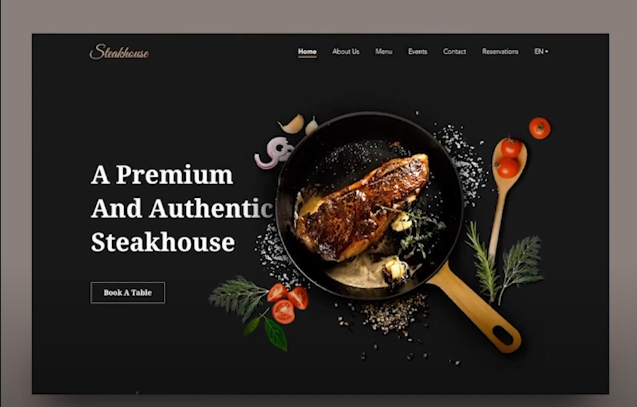 Steakhouse
Home About Us Menu Events Contact Reservations EN
A Premium
And Authentic
Steakhouse
Book A Table